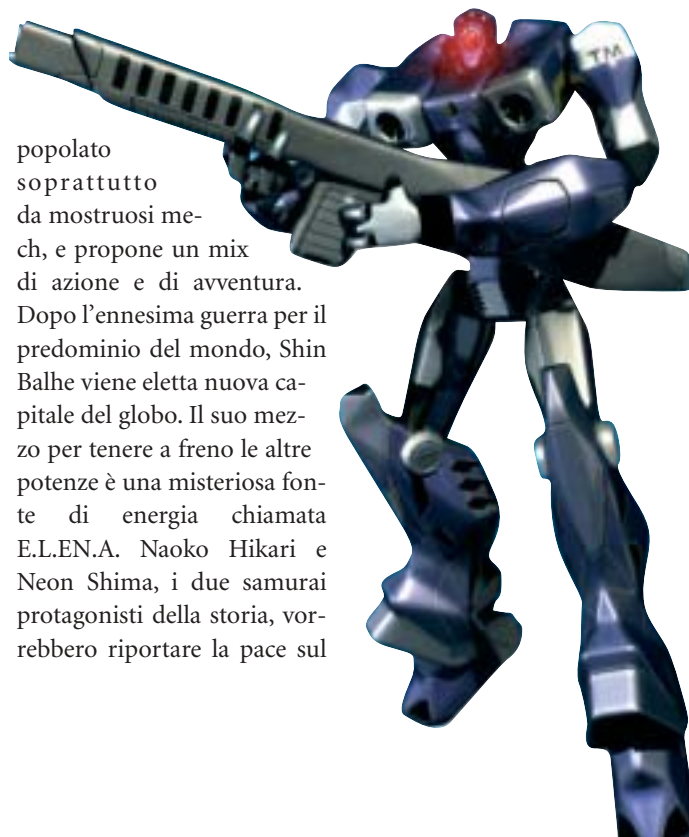 popolato
soprattutto
da mostruosi me-
ch, e propone un mix
di azione e di avventura.
Dopo l’ennesima guerra per il
predominio del mondo, Shin
Balhe viene eletta nuova ca-
pitale del globo. Il suo mez-
zo per tenere a freno le altre
potenze è una misteriosa fon-
te di energia chiamata
E.L.EN.A. Naoko Hikari e
Neon Shima, i due samurai
protagonisti della storia, vor-
rebbero riportare la pace sul
TM